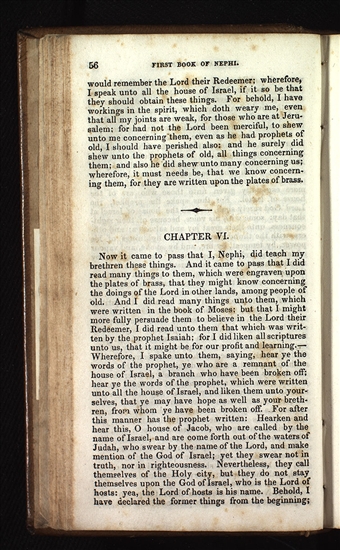 56 FIRST BOOK OF NEPHI.
would remember the Lord their Redeemer; wherefore,
I speak unto all the house of Israel, if it so be that
they should obtain these things. For behold, I have
workings in the spirit, which doth weary me, even
that all my joints are weak, for those who are at Jeru-
salem; for had not the Lord been merciful, to shew
unto me concerning them, even as he had prophets of
old, I should have perished also: and he surely did
shew unto the prophets of old, all things concerning
them; and also he did shew unto many concerning us;
wherefore, it must needs be, that we know concern-
ing them, for they are written upon the plates of brass.
CHAPTER VI.
Now it came to pass that I, Nephi, did teach my
brethren these things. And it came to pass that I did
read many things to them, which were engraven upon
the plates of brass, that they might know concerning
the doings of the Lord in other lands, among people of
old. And I did read many things unto them, which
were written in the book of Moses; but that I might
more fully persuade them to believe in the Lord their
Redeemer, I did read unto them that which was writ-
ten by the prophet Isaiah; for I did liken all scriptures
unto us, that it might be for our profit and learning.—
Wherefore, I spake unto them, saying, hear ye the
words of the prophet, ye who are a remnant of the
house of Israel, a branch who have been broken off;
hear ye the words of the prophet, which were written
unto all the house of Israel, and liken them unto your-
selves, that ye may have hope as well as your breth-
ren, from whom ye have been broken off. For after
this manner has the prophet written: Hearken and
hear this, O house of Jacob, who are called by the
name of Israel, and are come forth out of the waters of
Judah, who swear by the name of the Lord, and make
mention of the God of Israel; yet they swear not in
truth, nor in righteousness. Nevertheless, they call
themselves of the Holy city, but they do not stay
themselves upon the God of Israel, who is the Lord of
hosts: yea, the Lord of hosts is his name. Behold, I
have declared the former things from the beginning;